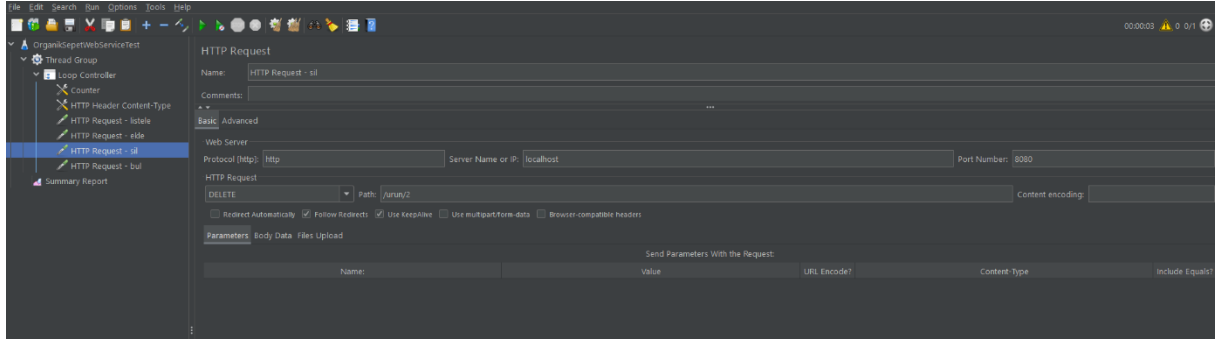 File Edit Search Run Options Tools Help
00:00:03 0 0/1
OrganikSepetWebServiceTest
Thread Group
Loop Controller
Counter
HTTP Header Content-Type
HTTP Request - listele
HTTP Request - elde
HTTP Request - sil
HTTP Request - bul
Summary Report
HTTP Request
Name: HTTP Request - sil
Comments:
Basic Advanced
Web Server
Protocol [http]: http Server Name or IP: localhost Port Number: 8080
HTTP Request
DELETE Path: /urun/2 Content encoding:
Redirect Automatically Follow Redirects Use KeepAlive Use multipart/form-data Browser-compatible headers
Parameters Body Data Files Upload
Send Parameters With the Request:
Name: Value URL Encode? Content-Type Include Equals?